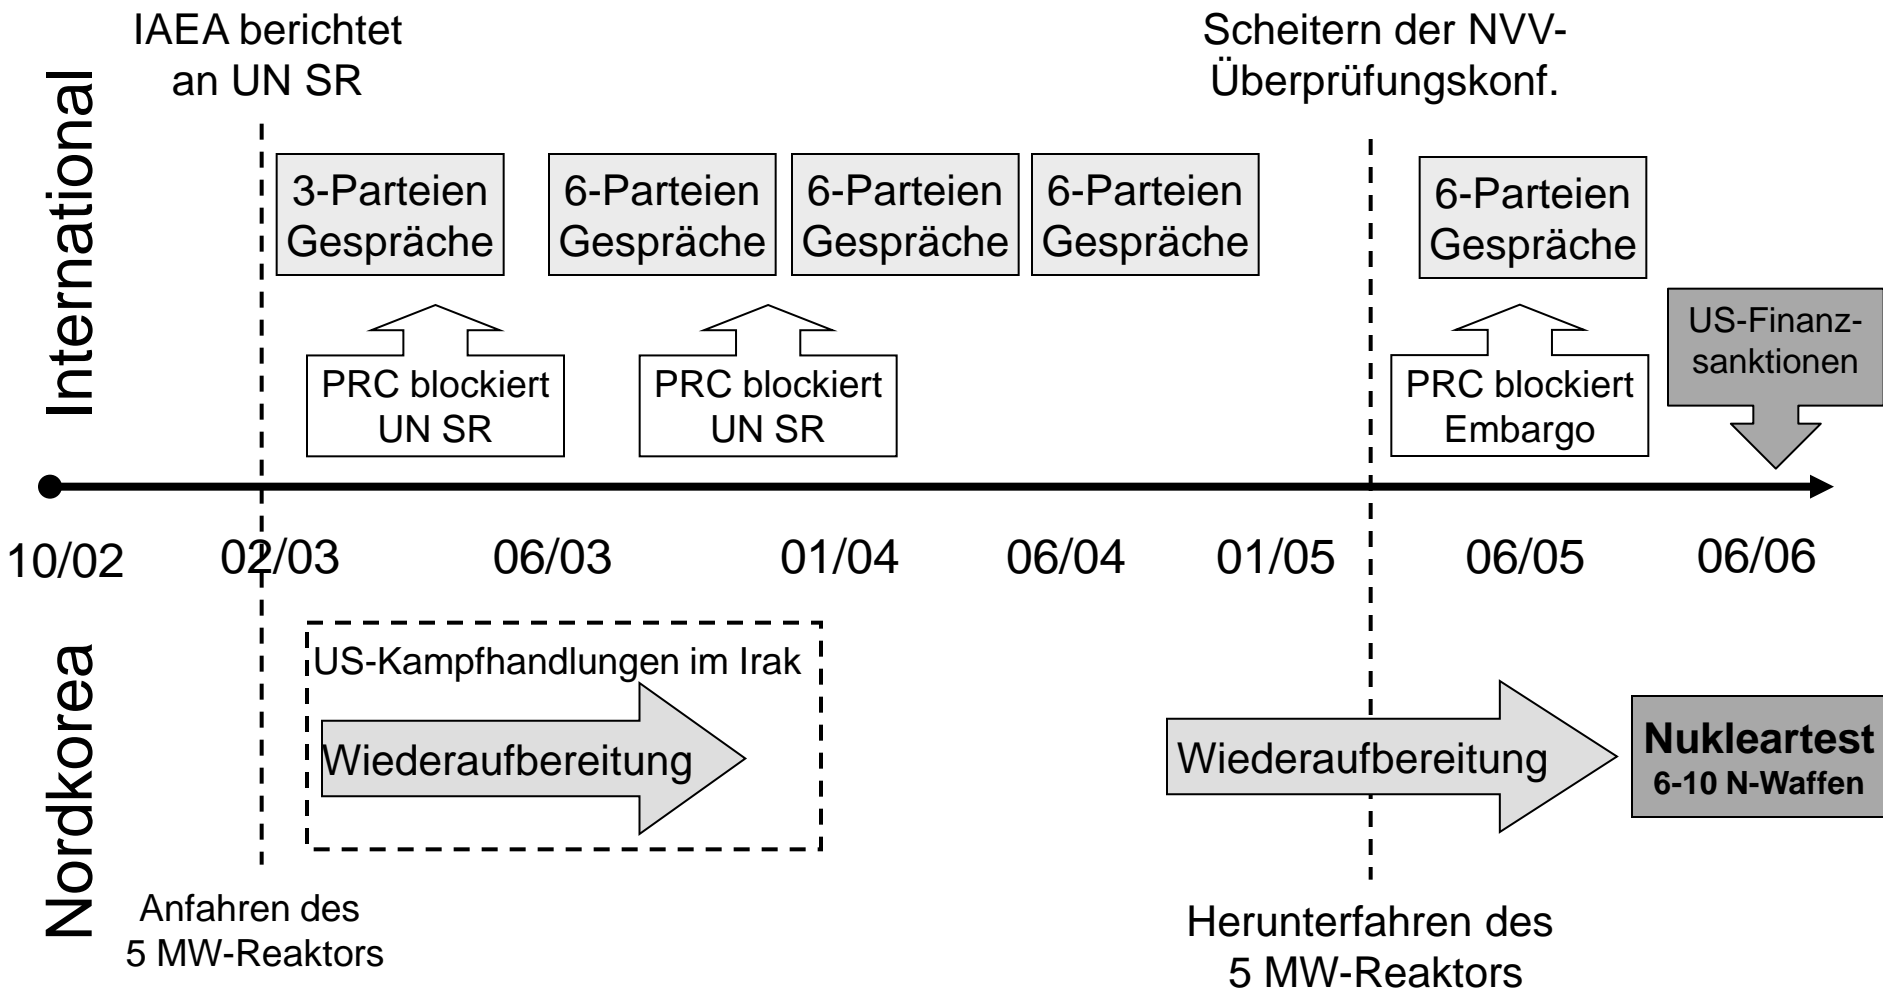 IAEA berichtet
an UN SR
Scheitern der NVV-
Überprüfungskonf.
International
3-Parteien
Gespräche
6-Parteien
Gespräche
6-Parteien
Gespräche
6-Parteien
Gespräche
6-Parteien
Gespräche
PRC blockiert
UN SR
PRC blockiert
UN SR
PRC blockiert
Embargo
US-Finanz-
sanktionen
10/02
02/03
06/03
01/04
06/04
01/05
06/05
06/06
Nordkorea
US-Kampfhandlungen im Irak
Wiederaufbereitung
Wiederaufbereitung
Nukleartest
6-10 N-Waffen
Anfahren des
5 MW-Reaktors
Herunterfahren des
5 MW-Reaktors